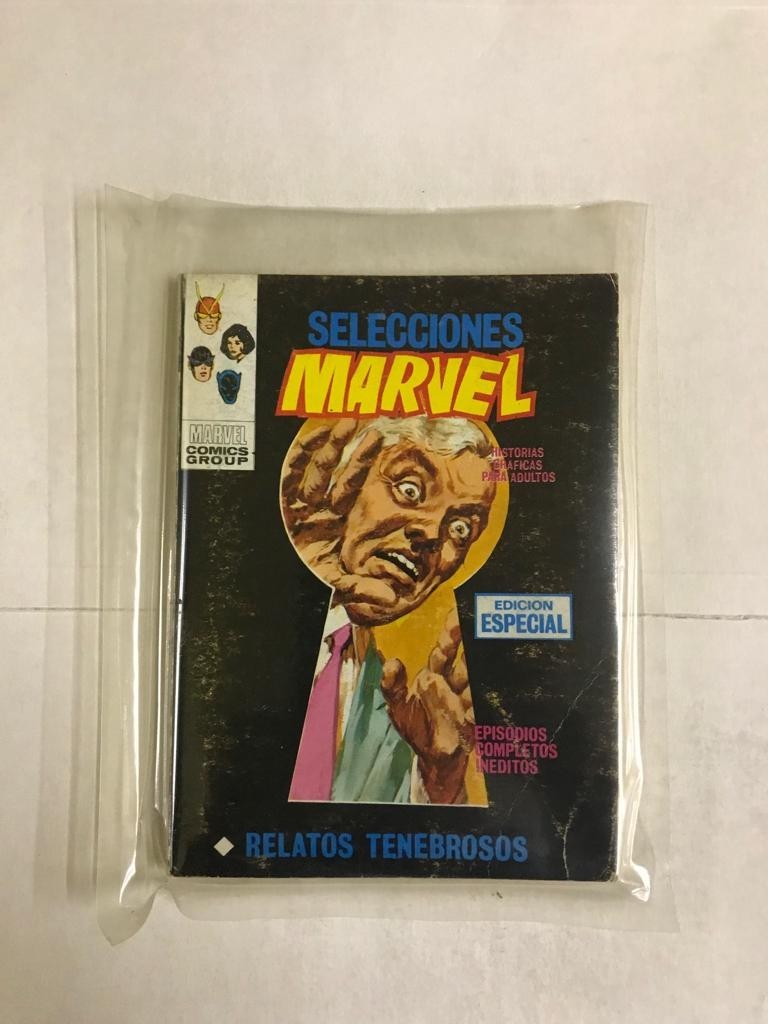 SELECCIONES
MARVEL
MARVEL
COMICS
GROUP
HISTORIAS
GRAFICAS
PARA ADULTOS
EDICION
ESPECIAL
EPISODIOS
COMPLETOS
INEDITOS
RELATOS TENEBROSOS